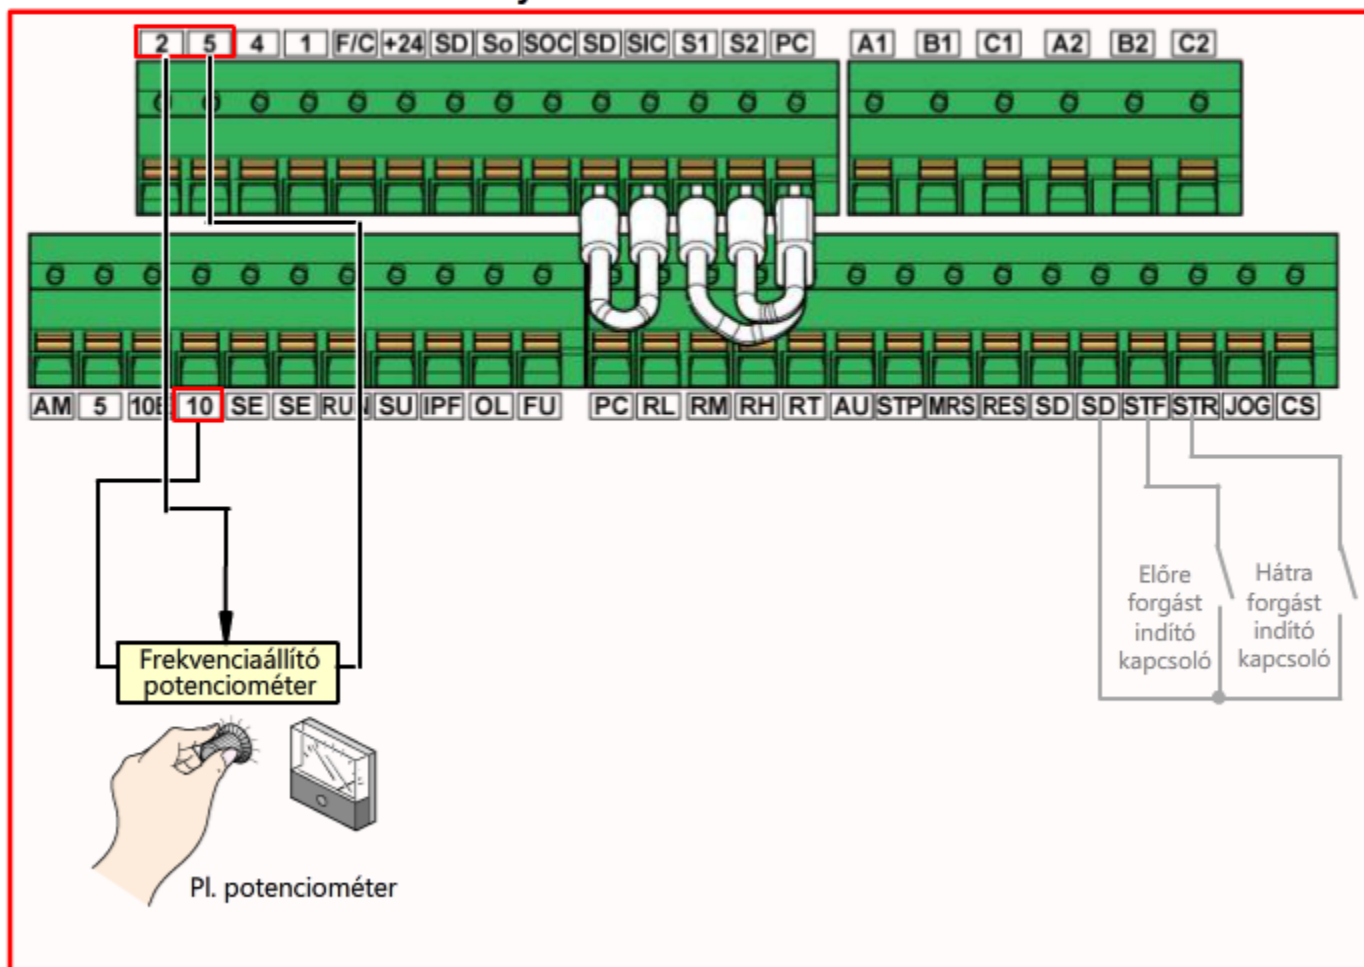 2 5 4 1 F/C +24 SD So SOC SD SIC S1 S2 PC A1 B1 C1 A2 B2 C2
AM 5 10E 10 SE SE RUN SU IPF OL FU PC RL RM RH RT AU STP MRS RES SD SD STF STR JOG CS
Előre
forgást
indító
kapcsoló
Hátra
forgást
indító
kapcsoló
Frekvenciaállító
potenciométer
Pl. potenciométer